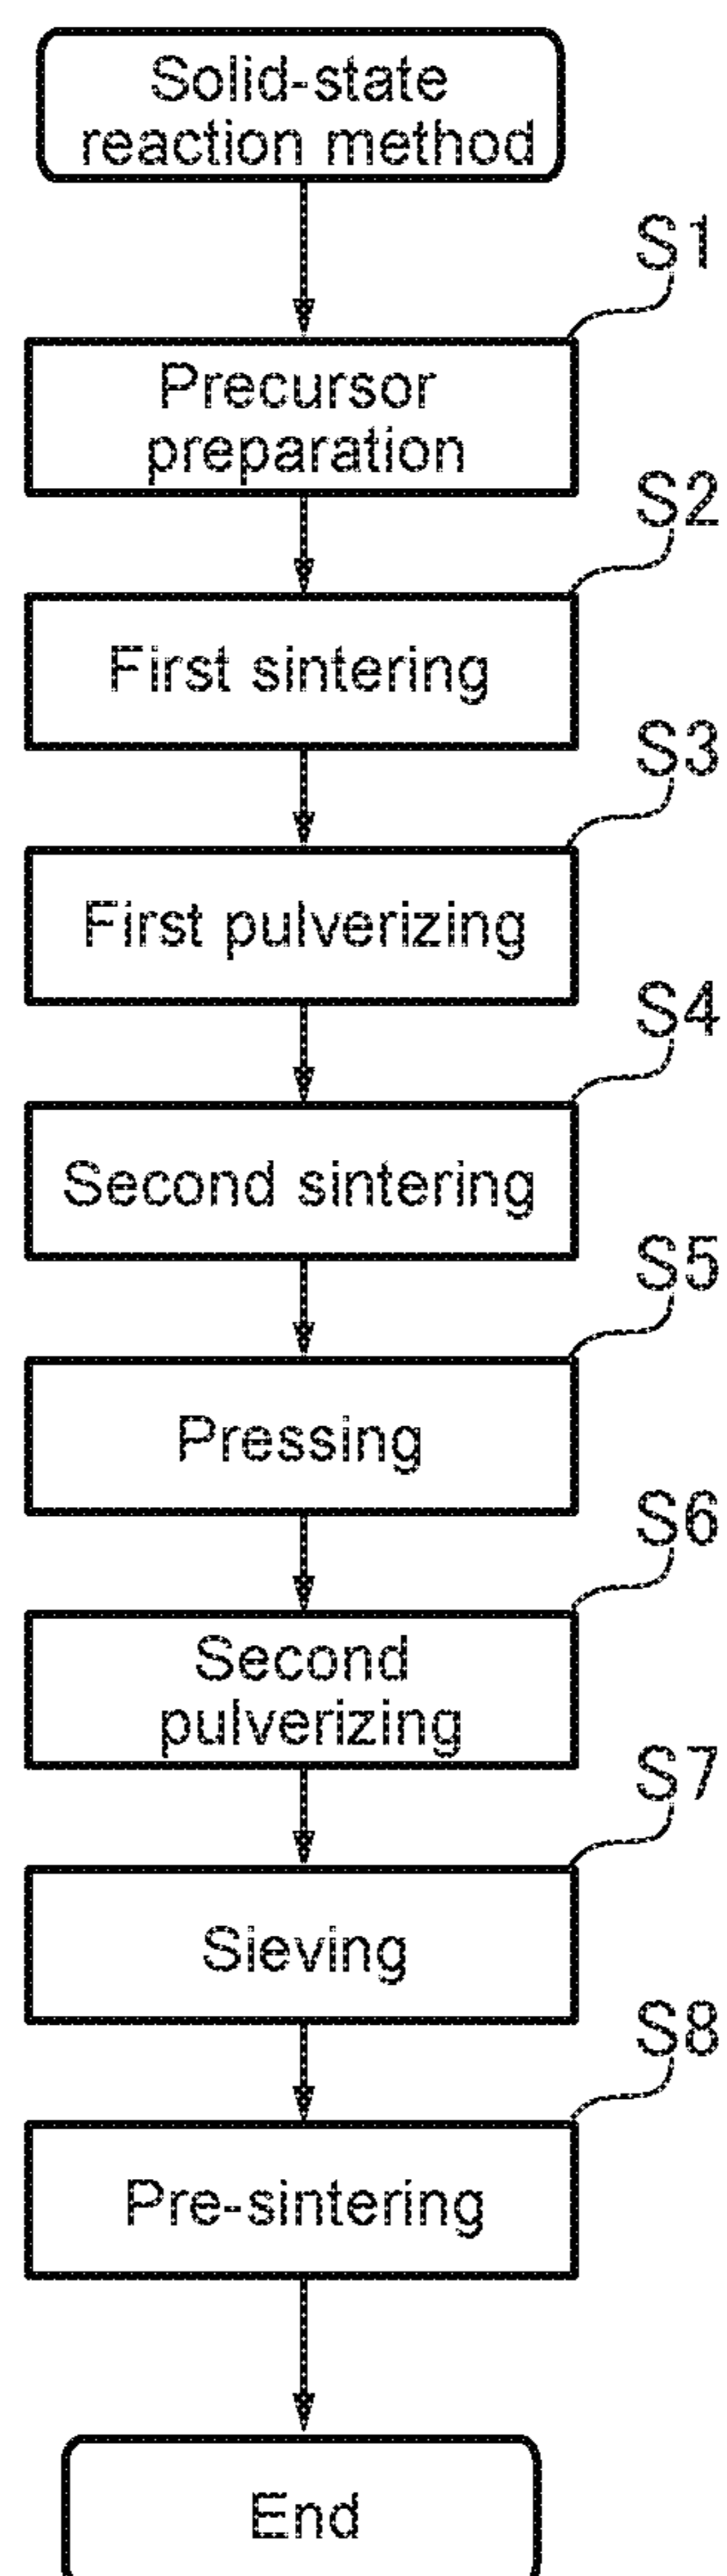 Solid-state
reaction method
S1
Precursor
preparation
S2
First sintering
S3
First pulverizing
S4
Second sintering
S5
Pressing
S6
Second
pulverizing
S7
Sieving
S8
Pre-sintering
End